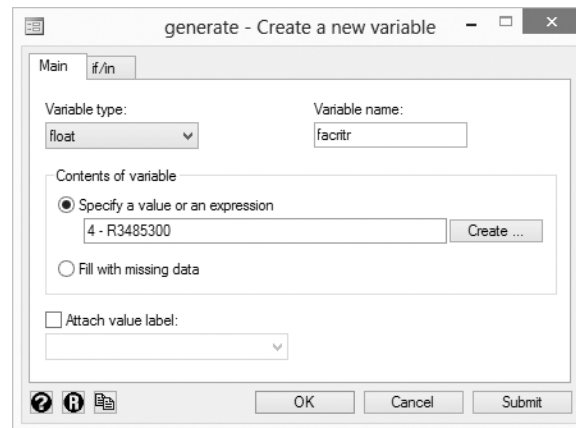 generate - Create a new variable
Main if/in
Variable type: Variable name:
float facritr
Contents of variable
Specify a value or an expression
4 - R3485300 Create ...
Fill with missing data
Attach value label:
OK Cancel Submit